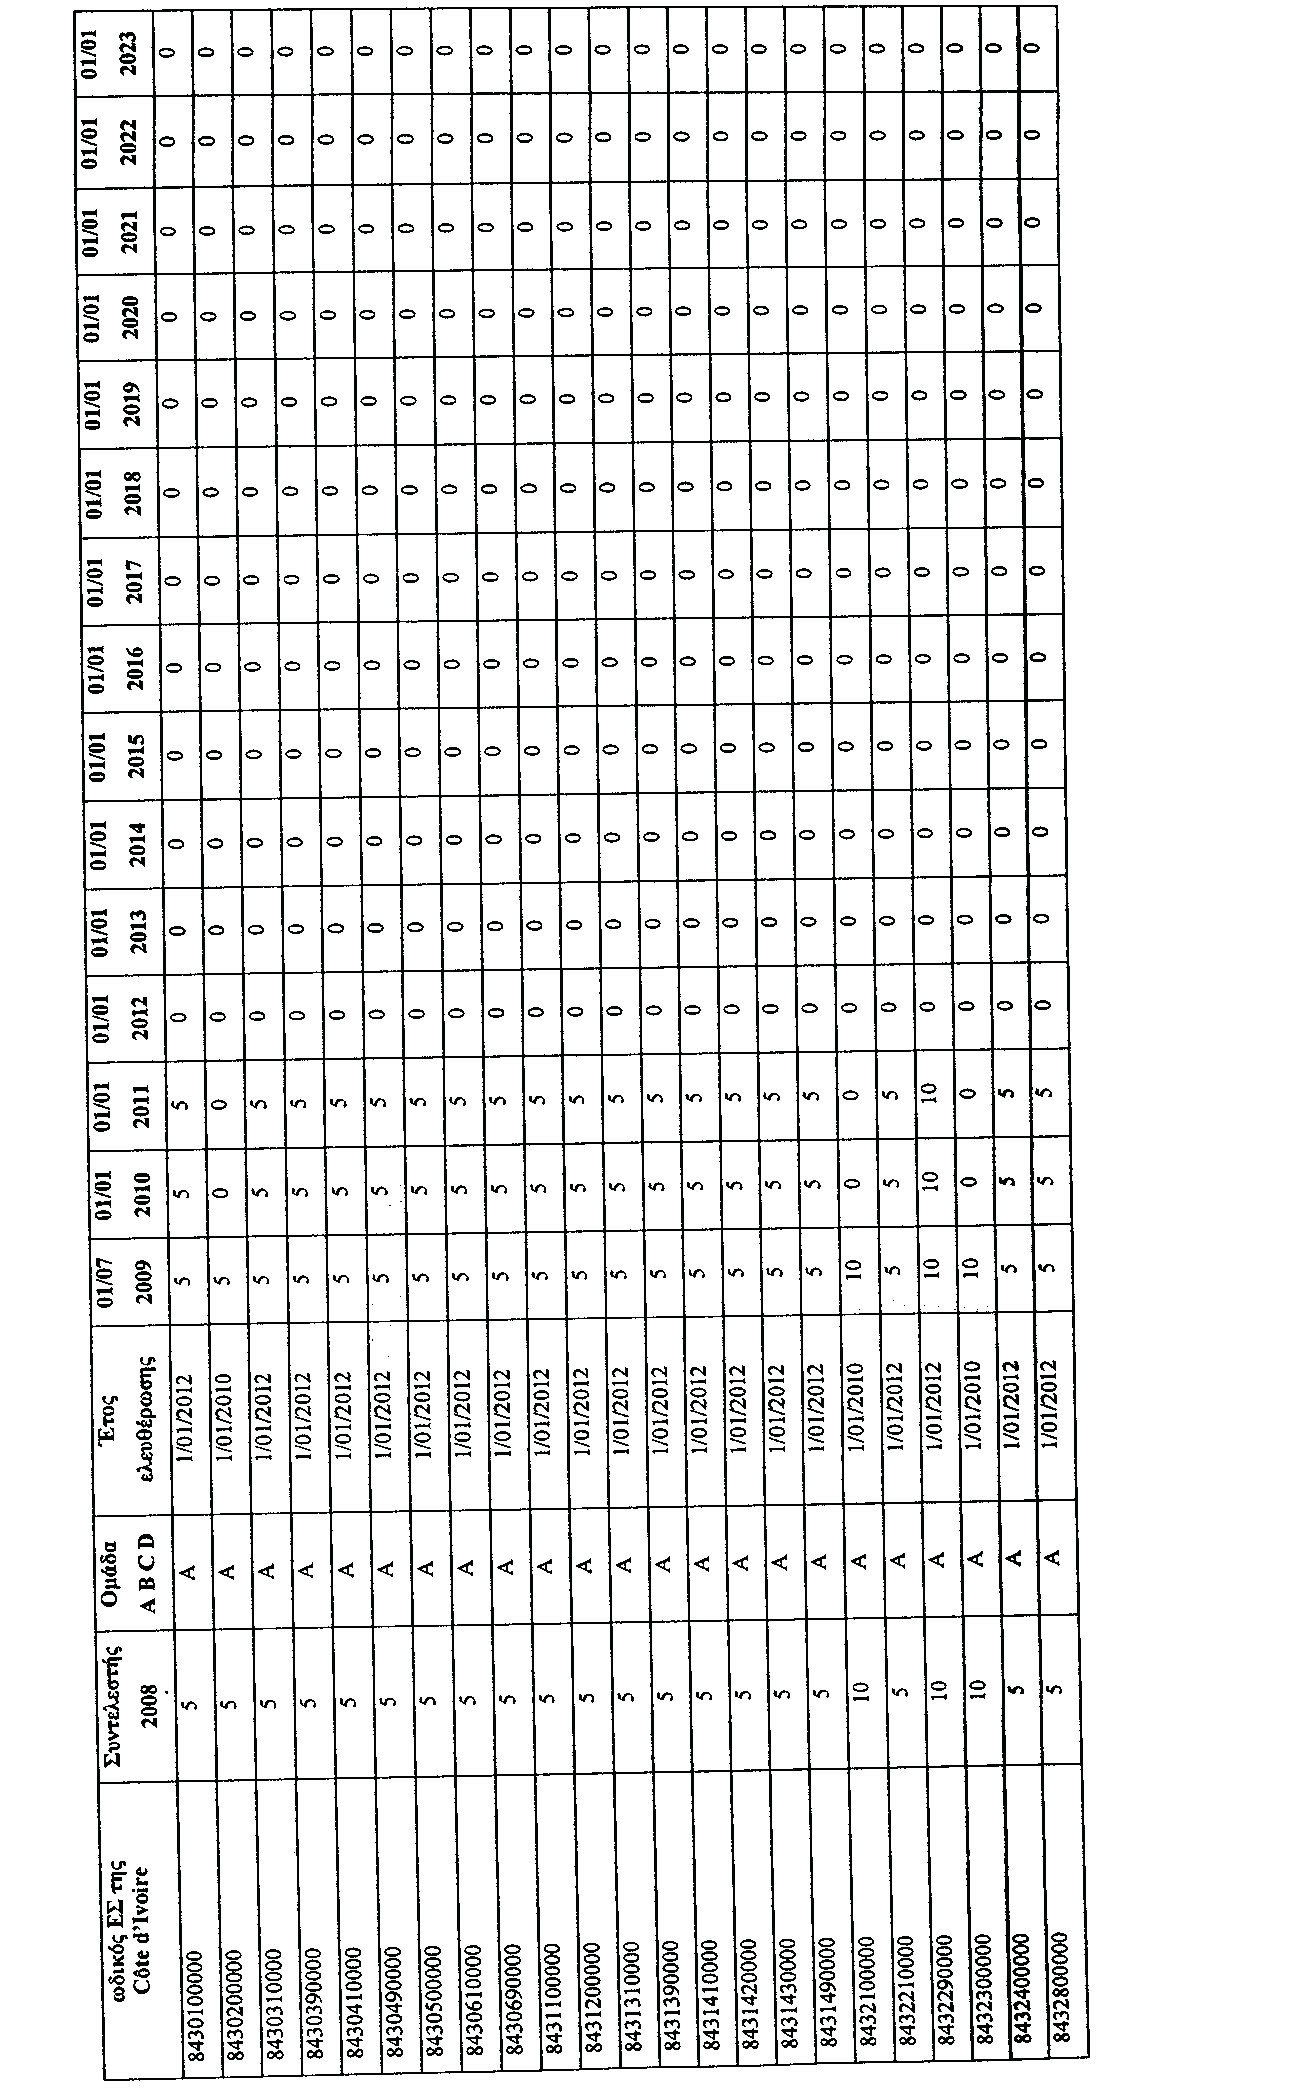 ωδικός ΕΣ της Συντελεστής Ομάδα Έτος 01/07 01/01 01/01 01/01 01/01 01/01 01/01 01/01 01/01 01/01 01/01 01/01 01/01 01/01 01/01
Côte d'Ivoire 2008 A B C D ελευθέρωσης 2009 2010 2011 2012 2013 2014 2015 2016 2017 2018 2019 2020 2021 2022 2023
8430100000 5 A 1/01/2012 5 5 5 0 0 0 0 0 0 0 0 0 0 0 0
8430200000 5 A 1/01/2010 5 0 0 0 0 0 0 0 0 0 0 0 0 0 0
8430310000 5 A 1/01/2012 5 5 5 0 0 0 0 0 0 0 0 0 0 0 0
8430390000 5 A 1/01/2012 5 5 5 0 0 0 0 0 0 0 0 0 0 0 0
8430410000 5 A 1/01/2012 5 5 5 0 0 0 0 0 0 0 0 0 0 0 0
8430490000 5 A 1/01/2012 5 5 5 0 0 0 0 0 0 0 0 0 0 0 0
8430500000 5 A 1/01/2012 5 5 5 0 0 0 0 0 0 0 0 0 0 0 0
8430610000 5 A 1/01/2012 5 5 5 0 0 0 0 0 0 0 0 0 0 0 0
8430690000 5 A 1/01/2012 5 5 5 0 0 0 0 0 0 0 0 0 0 0 0
8431100000 5 A 1/01/2012 5 5 5 0 0 0 0 0 0 0 0 0 0 0 0
8431200000 5 A 1/01/2012 5 5 5 0 0 0 0 0 0 0 0 0 0 0 0
8431310000 5 A 1/01/2012 5 5 5 0 0 0 0 0 0 0 0 0 0 0 0
8431390000 5 A 1/01/2012 5 5 5 0 0 0 0 0 0 0 0 0 0 0 0
8431410000 5 A 1/01/2012 5 5 5 0 0 0 0 0 0 0 0 0 0 0 0
8431420000 5 A 1/01/2012 5 5 5 0 0 0 0 0 0 0 0 0 0 0 0
8431430000 5 A 1/01/2012 5 5 5 0 0 0 0 0 0 0 0 0 0 0 0
8431490000 5 A 1/01/2012 5 5 5 0 0 0 0 0 0 0 0 0 0 0 0
8432100000 10 A 1/01/2010 10 0 0 0 0 0 0 0 0 0 0 0 0 0 0
8432210000 5 A 1/01/2012 5 5 5 0 0 0 0 0 0 0 0 0 0 0 0
8432290000 10 A 1/01/2012 10 10 10 0 0 0 0 0 0 0 0 0 0 0 0
8432300000 10 A 1/01/2010 10 0 0 0 0 0 0 0 0 0 0 0 0 0 0
8432400000 5 A 1/01/2012 5 5 5 0 0 0 0 0 0 0 0 0 0 0 0
8432800000 5 A 1/01/2012 5 5 5 0 0 0 0 0 0 0 0 0 0 0 0